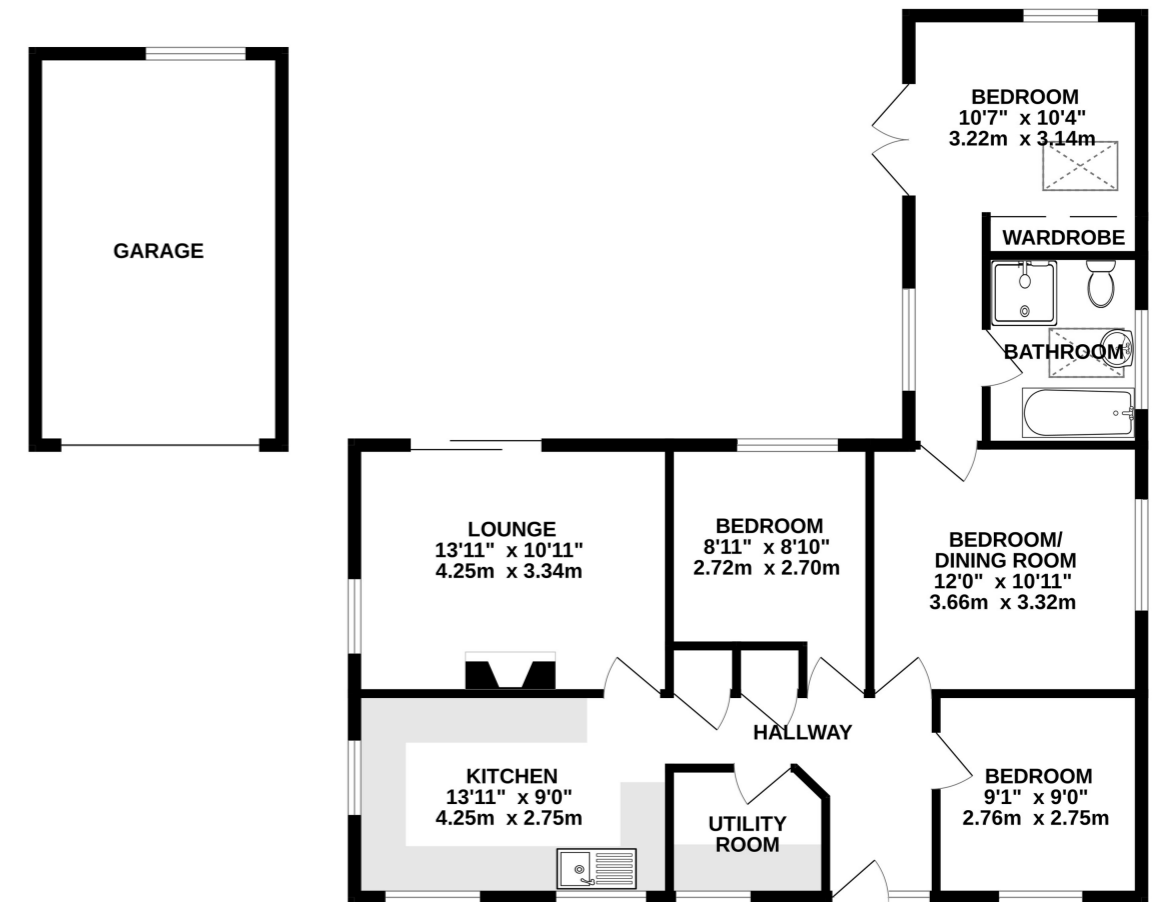 BEDROOM
10'7" x 10'4"
3.22m x 3.14m
WARDROBE
GARAGE
BATHROOM
LOUNGE
13'11" x 10'11"
4.25m x 3.34m
BEDROOM
8'11" x 8'10"
2.72m x 2.70m
BEDROOM/
DINING ROOM
12'0" x 10'11"
3.66m x 3.32m
HALLWAY
KITCHEN
13'11" x 9'0"
4.25m x 2.75m
UTILITY
ROOM
BEDROOM
9'1" x 9'0"
2.76m x 2.75m